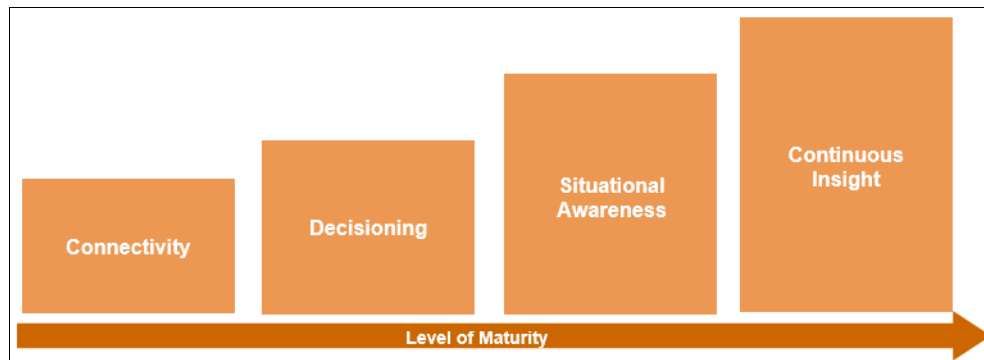 Connectivity
Decisioning
Situational
Awareness
Continuous
Insight
Level of Maturity